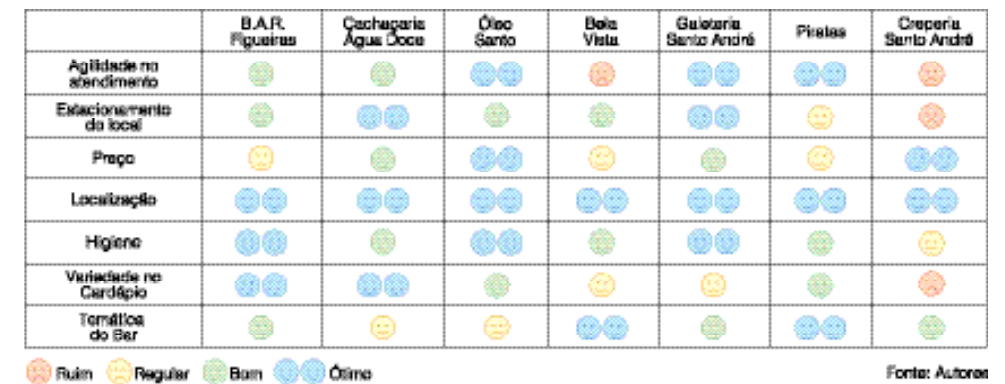 B.A.R. Figueiras
Cachaçaria Água Doce
Óleo Santo
Bela Vista
Galeteria Santo André
Piratas
Creperia Santo André
Agilidade no atendimento
Estacionamento do local
Preço
Localização
Higiene
Variedade no Cardápio
Temática do Bar
Ruim Regular Bom Ótimo
Fonte: Autores